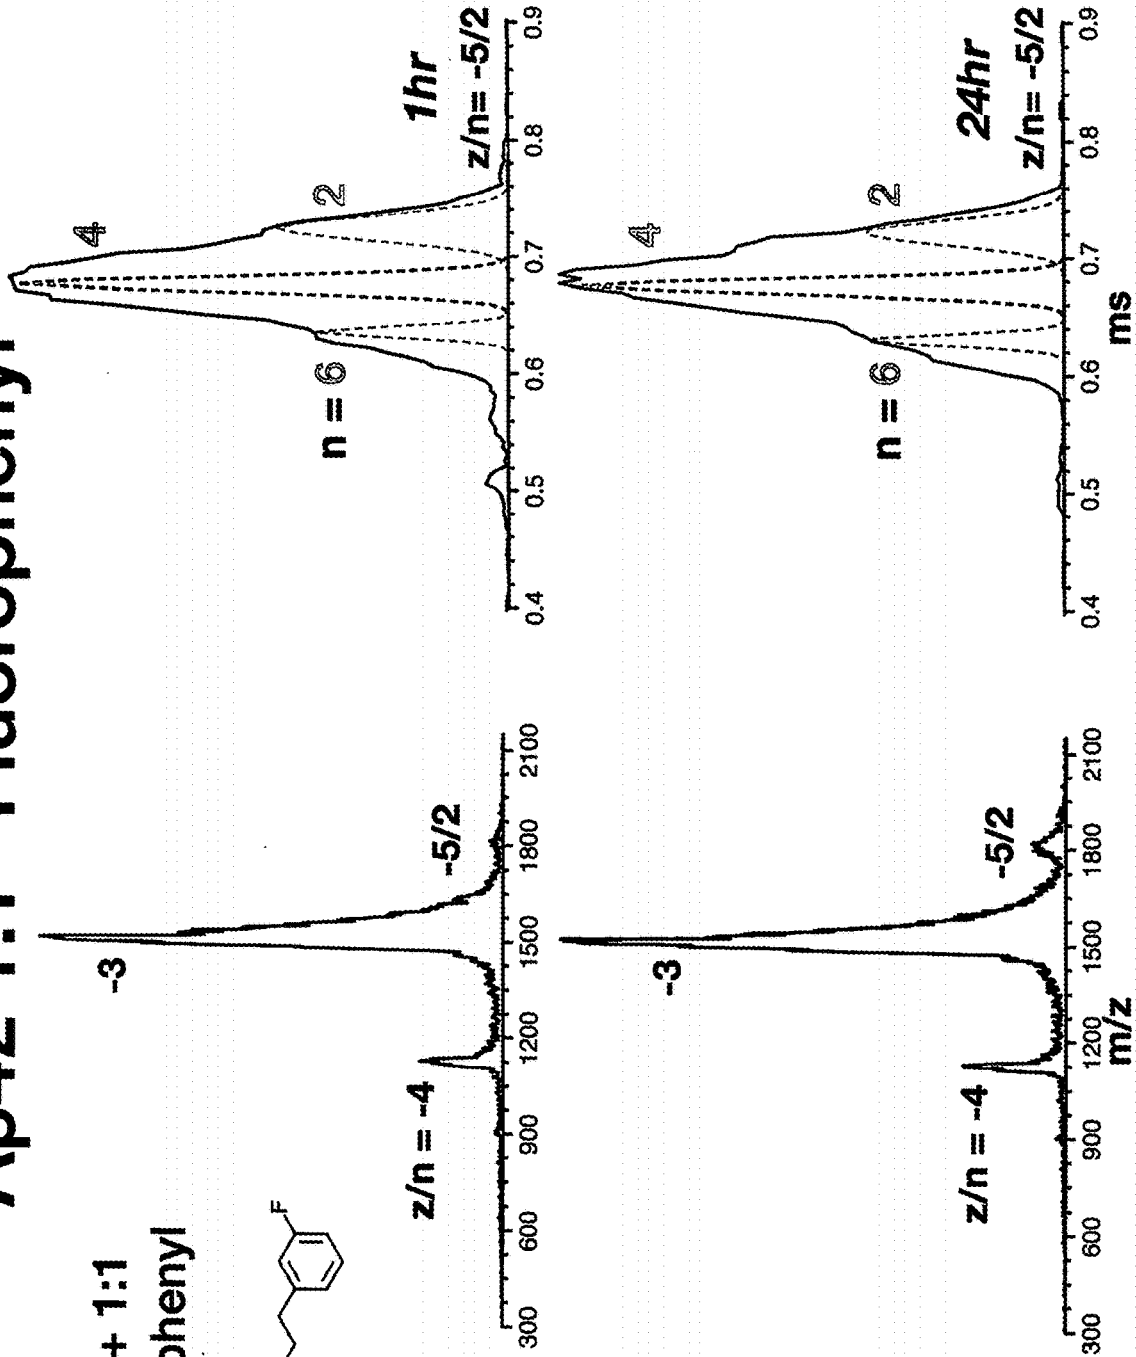 + 1:1
phenyl
F
-3
z/n = -4
-5/2
300 600 900 1200 1500 1800 2100
4
n = 6
2
1hr
z/n= -5/2
0.4 0.5 0.6 0.7 0.8 0.9
-3
z/n = -4
-5/2
300 600 900 1200 1500 1800 2100
m/z
4
n = 6
2
24hr
z/n= -5/2
0.4 0.5 0.6 0.7 0.8 0.9
ms